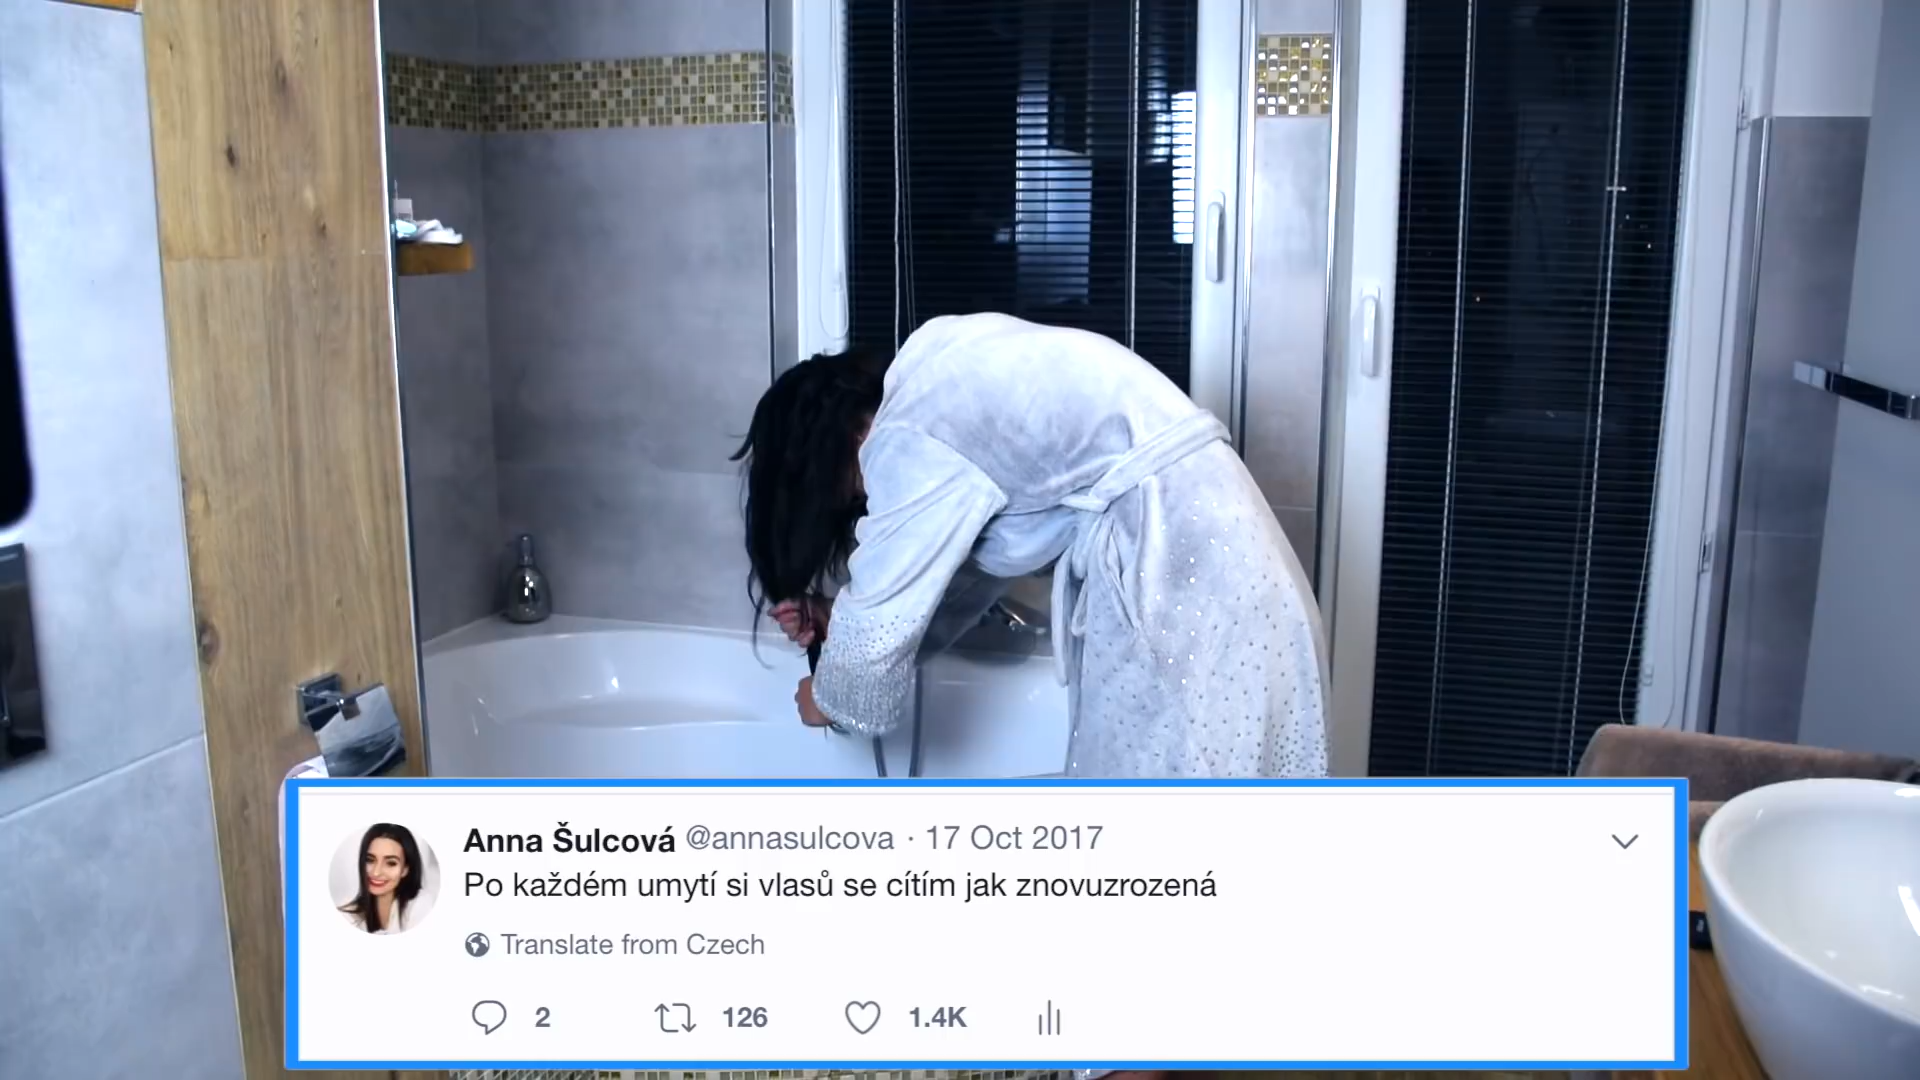 Anna Šulcová @annasulcova · 17 Oct 2017
Po každém umytí si vlasů se cítím jak znovuzrozená
Translate from Czech
2 126 1.4K